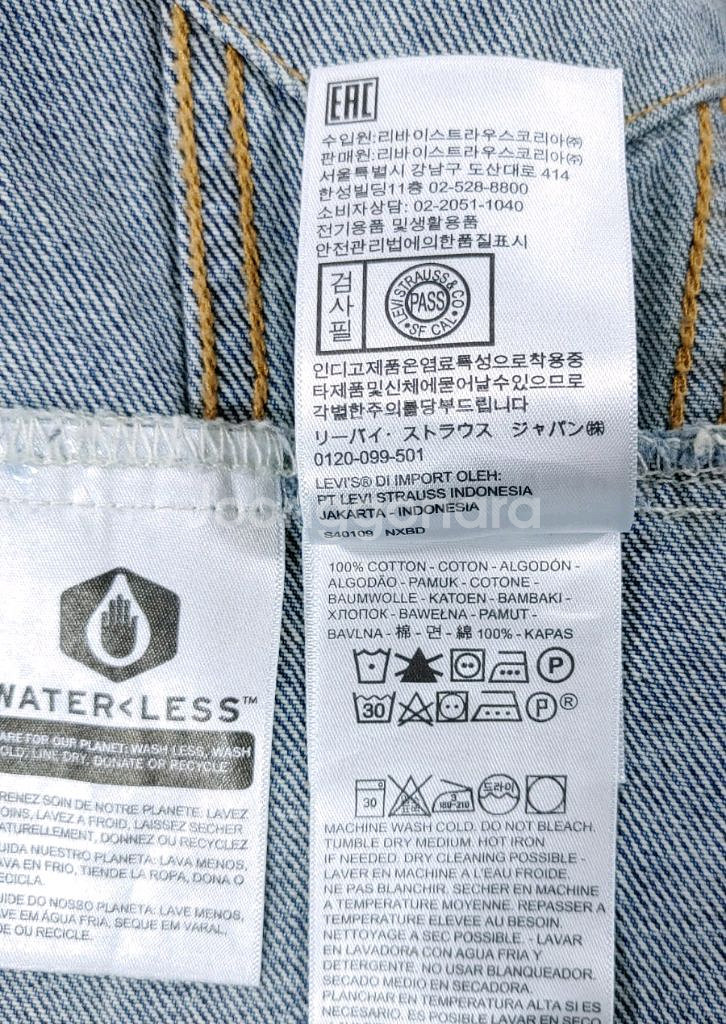 EAC
수입원:리바이스트라우스코리아㈜
판매원:리바이스트라우스코리아㈜
서울특별시 강남구 도산대로 414
한성빌딩11층 02-528-8800
소비자상담: 02-2051-1040
전기용품 및생활용품
안전관리법에의한품질표시
검사필
LEVI STRAUSS & CO
PASS
SF CAL
인디고제품은염료특성으로착용중
타제품및신체에묻어날수있으므로
각별한주의를당부드립니다
リーバイ・ストラウス ジャパン㈱
0120-099-501
LEVI'S® DI IMPORT OLEH:
PT LEVI STRAUSS INDONESIA
JAKARTA - INDONESIA
S40109 NXBD
100% COTTON - COTON - ALGODÓN -
ALGODÃO - PAMUK - COTONE -
BAUMWOLLE - KATOEN - BAMBAKI -
ХЛОПОК - BAWEŁNA - PAMUT -
BAVLNA - 棉 - 면 - 綿 100% - KAPAS
P
30 P®
30 180-210 드라이
MACHINE WASH COLD. DO NOT BLEACH.
TUMBLE DRY MEDIUM. HOT IRON
IF NEEDED. DRY CLEANING POSSIBLE -
LAVER EN MACHINE A L'EAU FROIDE.
NE PAS BLANCHIR. SECHER EN MACHINE
A TEMPERATURE MOYENNE. REPASSER A
TEMPERATURE ELEVEE AU BESOIN.
NETTOYAGE A SEC POSSIBLE. - LAVAR
EN LAVADORA CON AGUA FRIA Y
DETERGENTE. NO USAR BLANQUEADOR.
SECADO MEDIO EN SECADORA.
PLANCHAR EN TEMPERATURA ALTA SI ES
NECESARIO. ES POSIBLE LAVAR EN SECO
WATER<LESS™
ARE FOR OUR PLANET: WASH LESS, WASH
OLD, LINE DRY, DONATE OR RECYCLE
RENEZ SOIN DE NOTRE PLANÈTE: LAVEZ
OINS, LAVEZ A FROID, LAISSEZ SÉCHER
ATURELLEMENT, DONNEZ OU RECYCLEZ
UIDA NUESTRO PLANETA: LAVA MENOS,
AVA EN FRIO, TIENDE LA ROPA, DONA O
ECICLA.
UIDE DO NOSSO PLANETA: LAVE MENOS,
VE EM ÁGUA FRIA, SEQUE EM VARAL,
OE OU RECICLE.